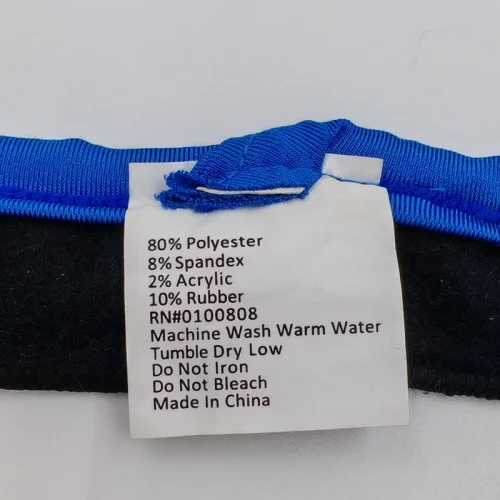 80% Polyester
8% Spandex
2% Acrylic
10% Rubber
RN#0100808
Machine Wash Warm Water
Tumble Dry Low
Do Not Iron
Do Not Bleach
Made In China